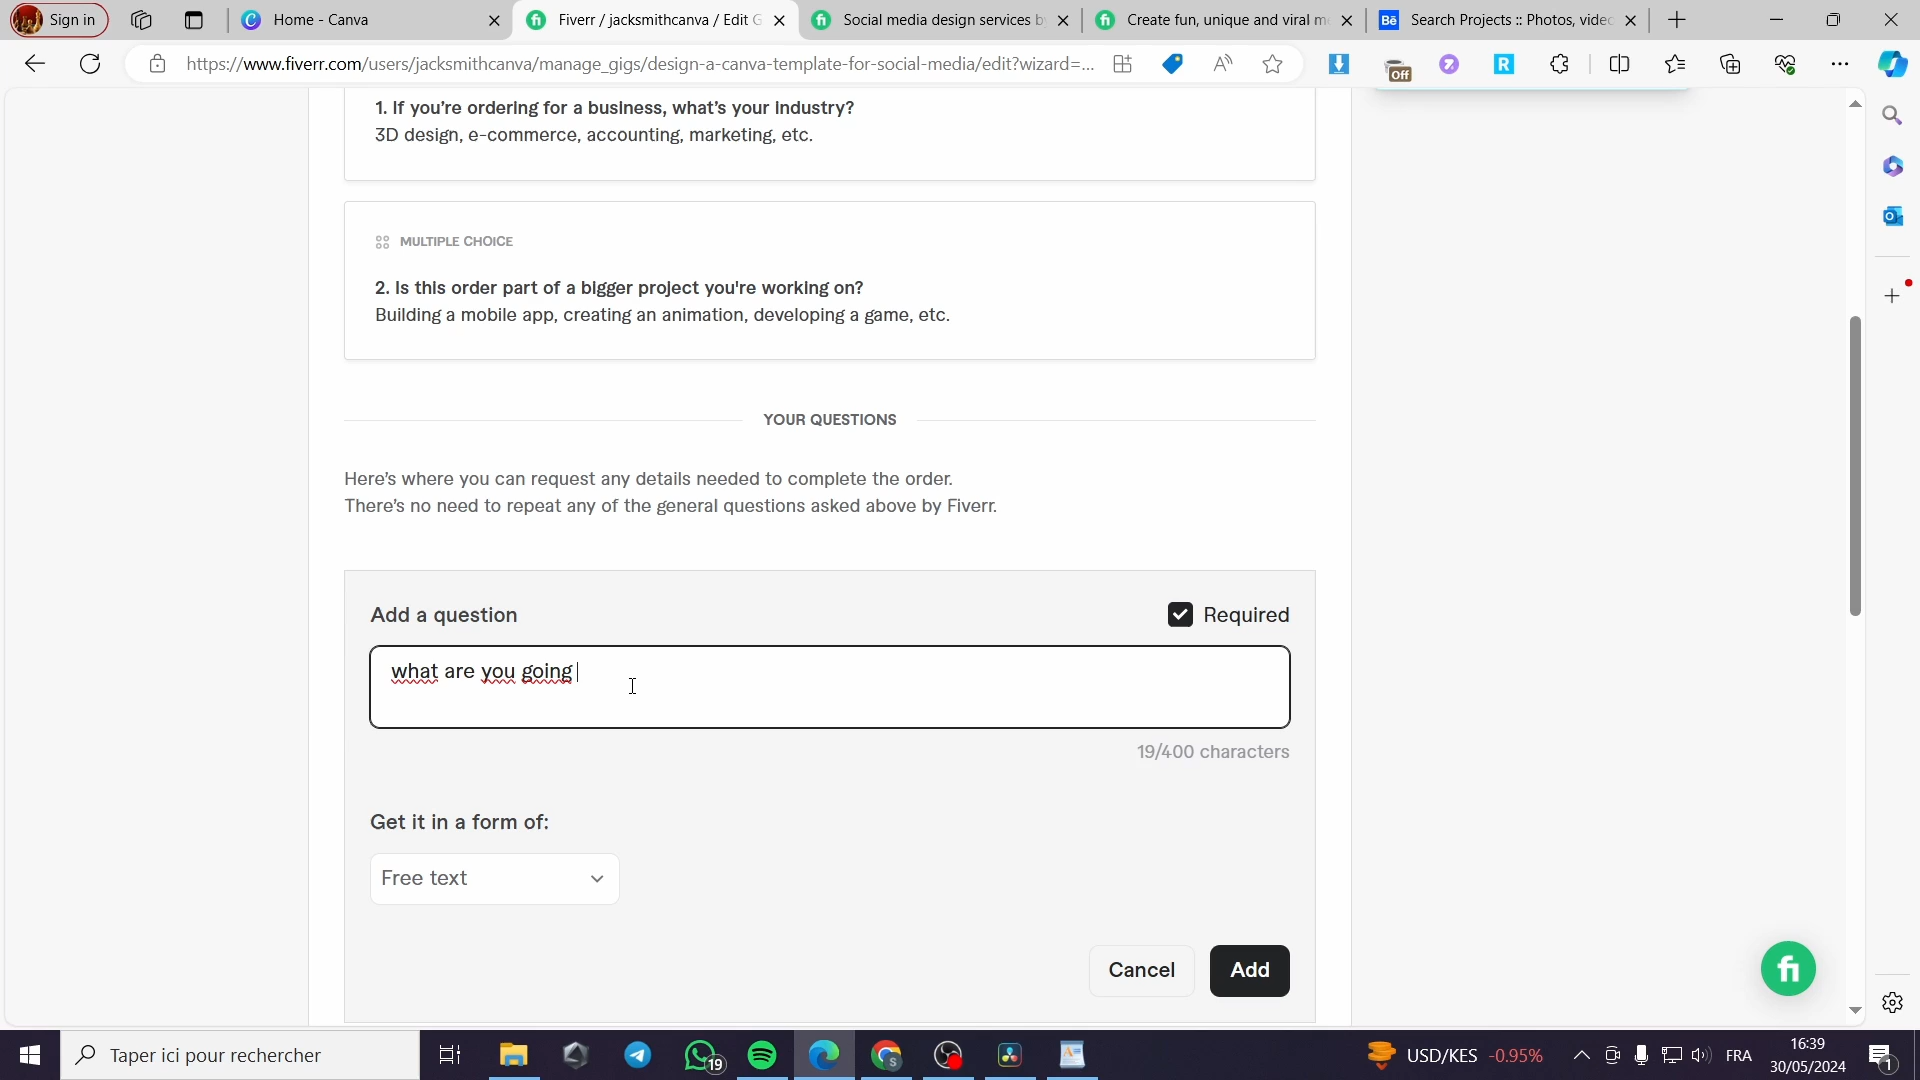 Sign in
Home - Canva
Fiverr / jacksmithcanva / Edit G
Social media design services b
Create fun, unique and viral m
Search Projects :: Photos, videc
https://www.fiverr.com/users/jacksmithcanva/manage_gigs/design-a-canva-template-for-social-media/edit?wizard=...
Off
1. If you're ordering for a business, what's your industry?
3D design, e-commerce, accounting, marketing, etc.
MULTIPLE CHOICE
2. Is this order part of a bigger project you're working on?
Building a mobile app, creating an animation, developing a game, etc.
YOUR QUESTIONS
Here's where you can request any details needed to complete the order.
There's no need to repeat any of the general questions asked above by Fiverr.
Add a question
Required
what are you going
19/400 characters
Get it in a form of:
Free text
Cancel
Add
fi
Taper ici pour rechercher
19
USD/KES -0.95%
FRA
16:39
30/05/2024
1